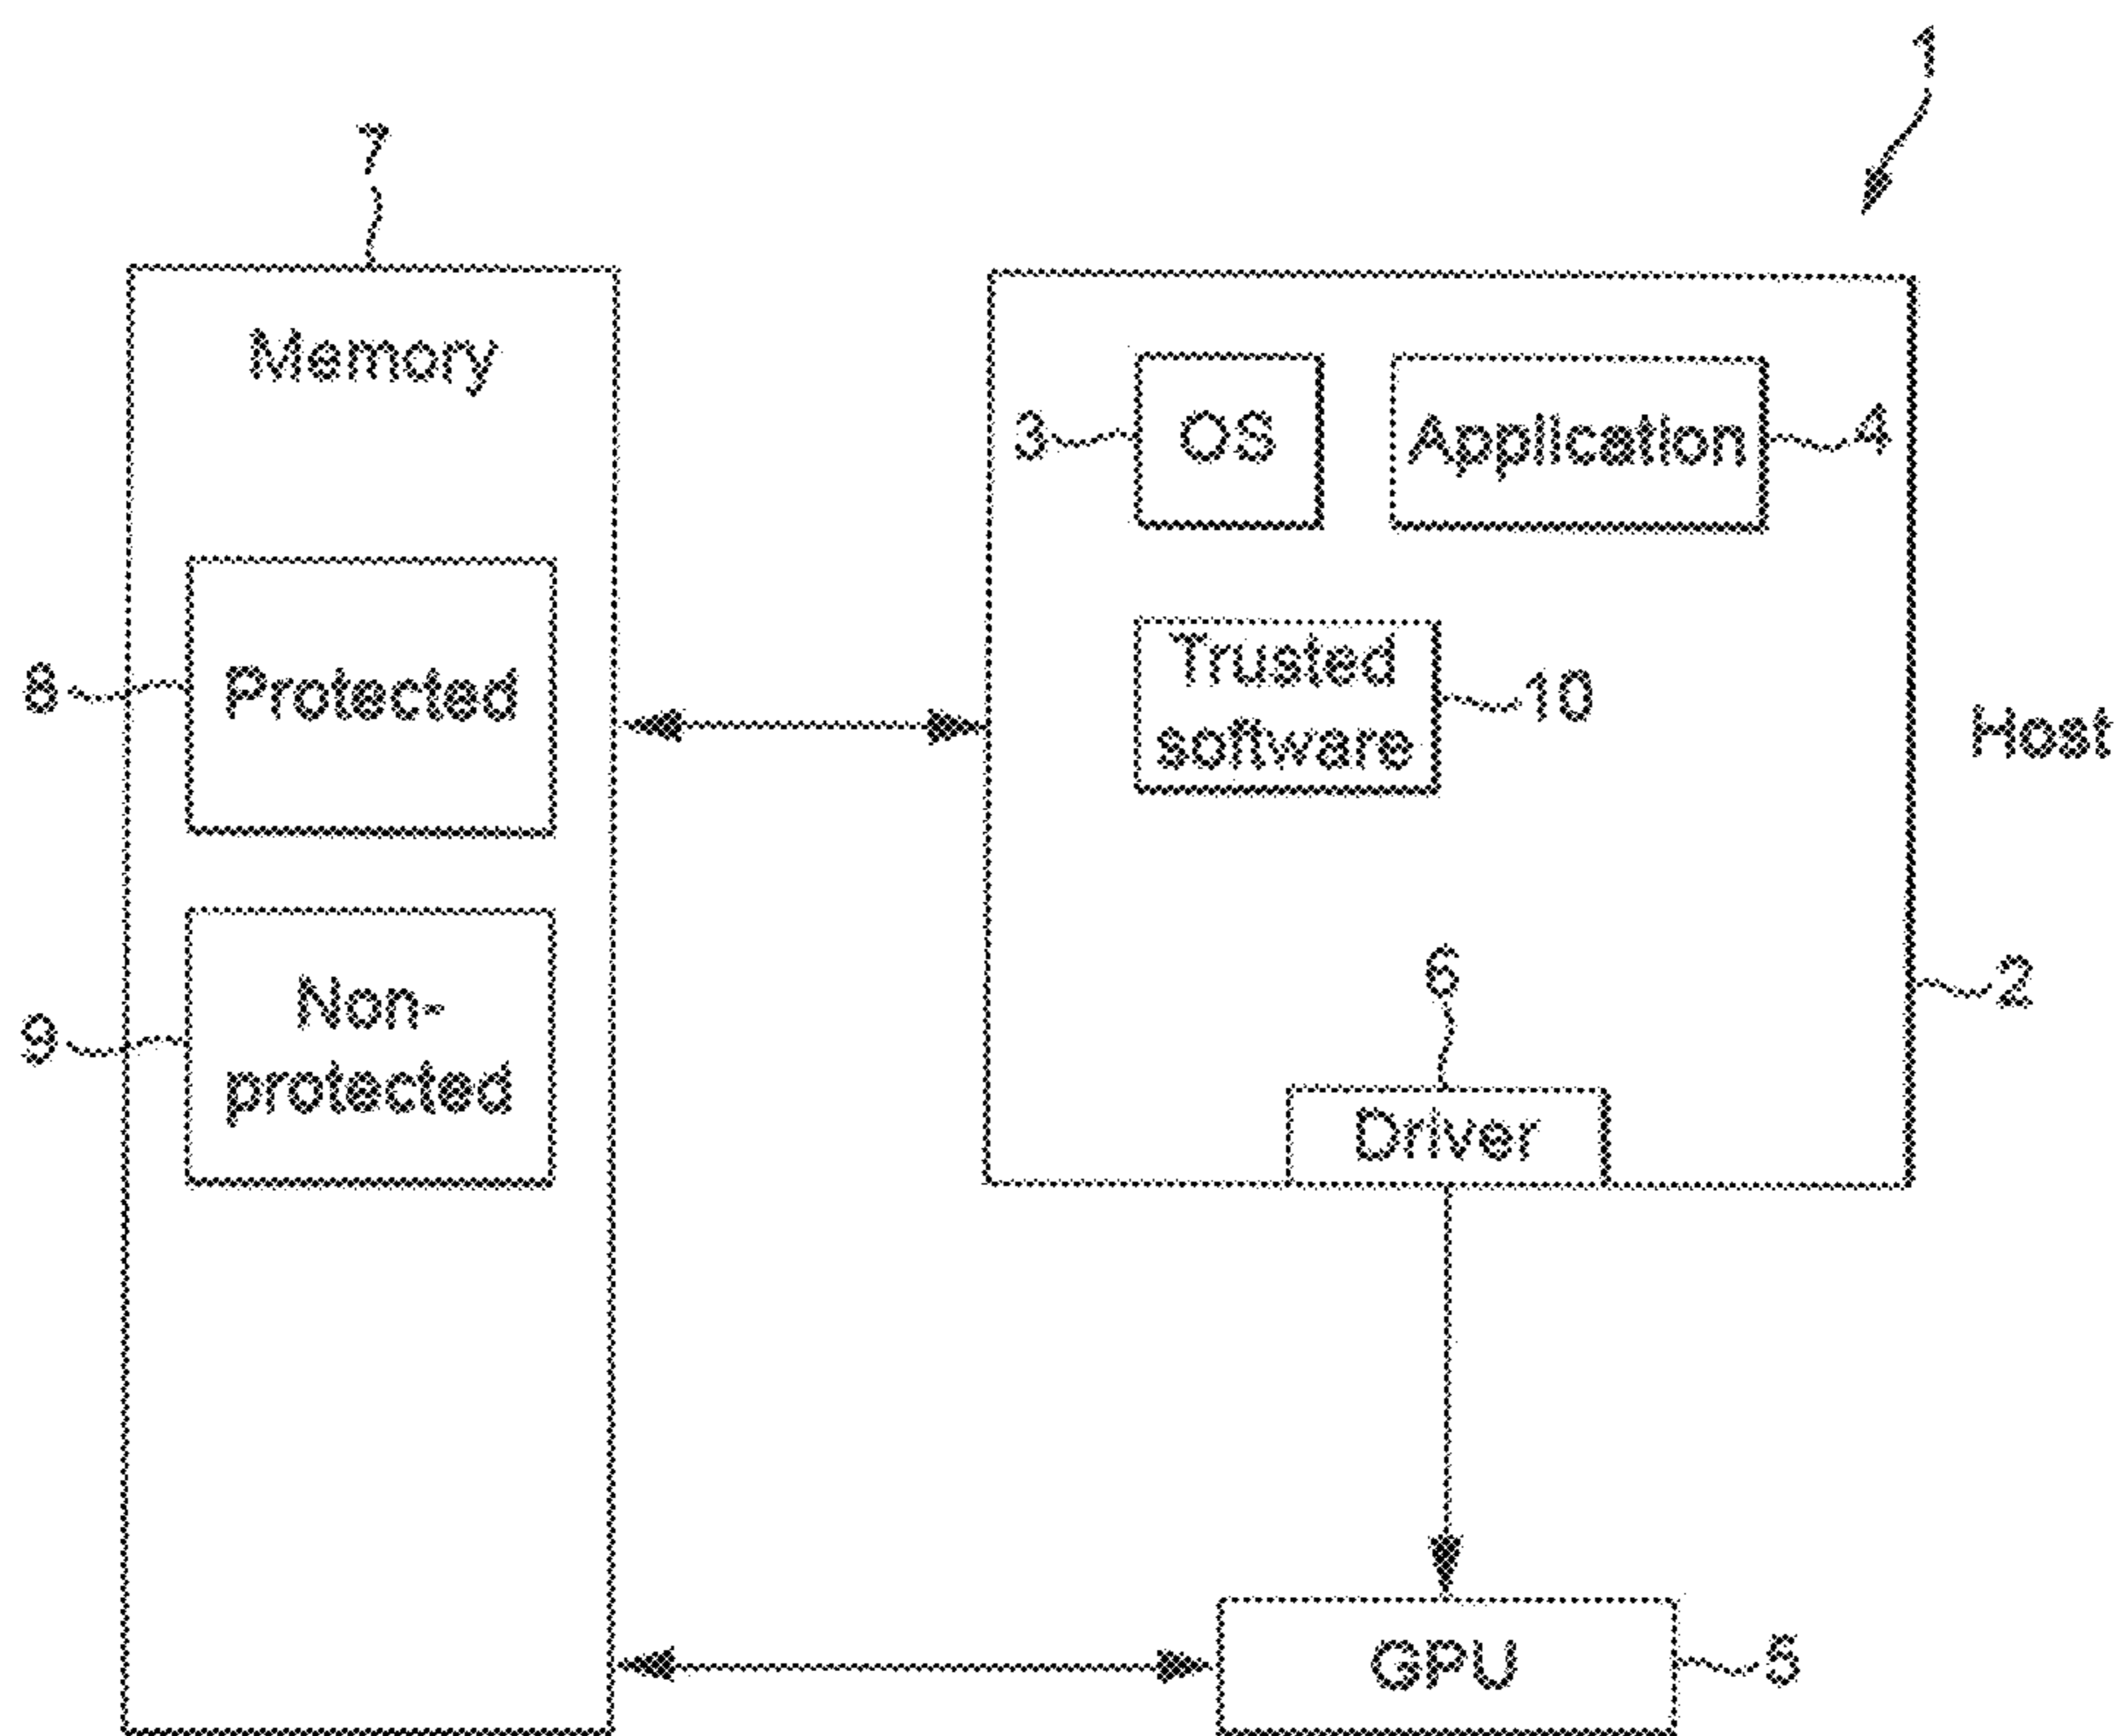 1
7
Memory
3
OS
Application
4
8
Protected
Trusted
software
10
Host
9
Non-
protected
6
2
Driver
GPU
5